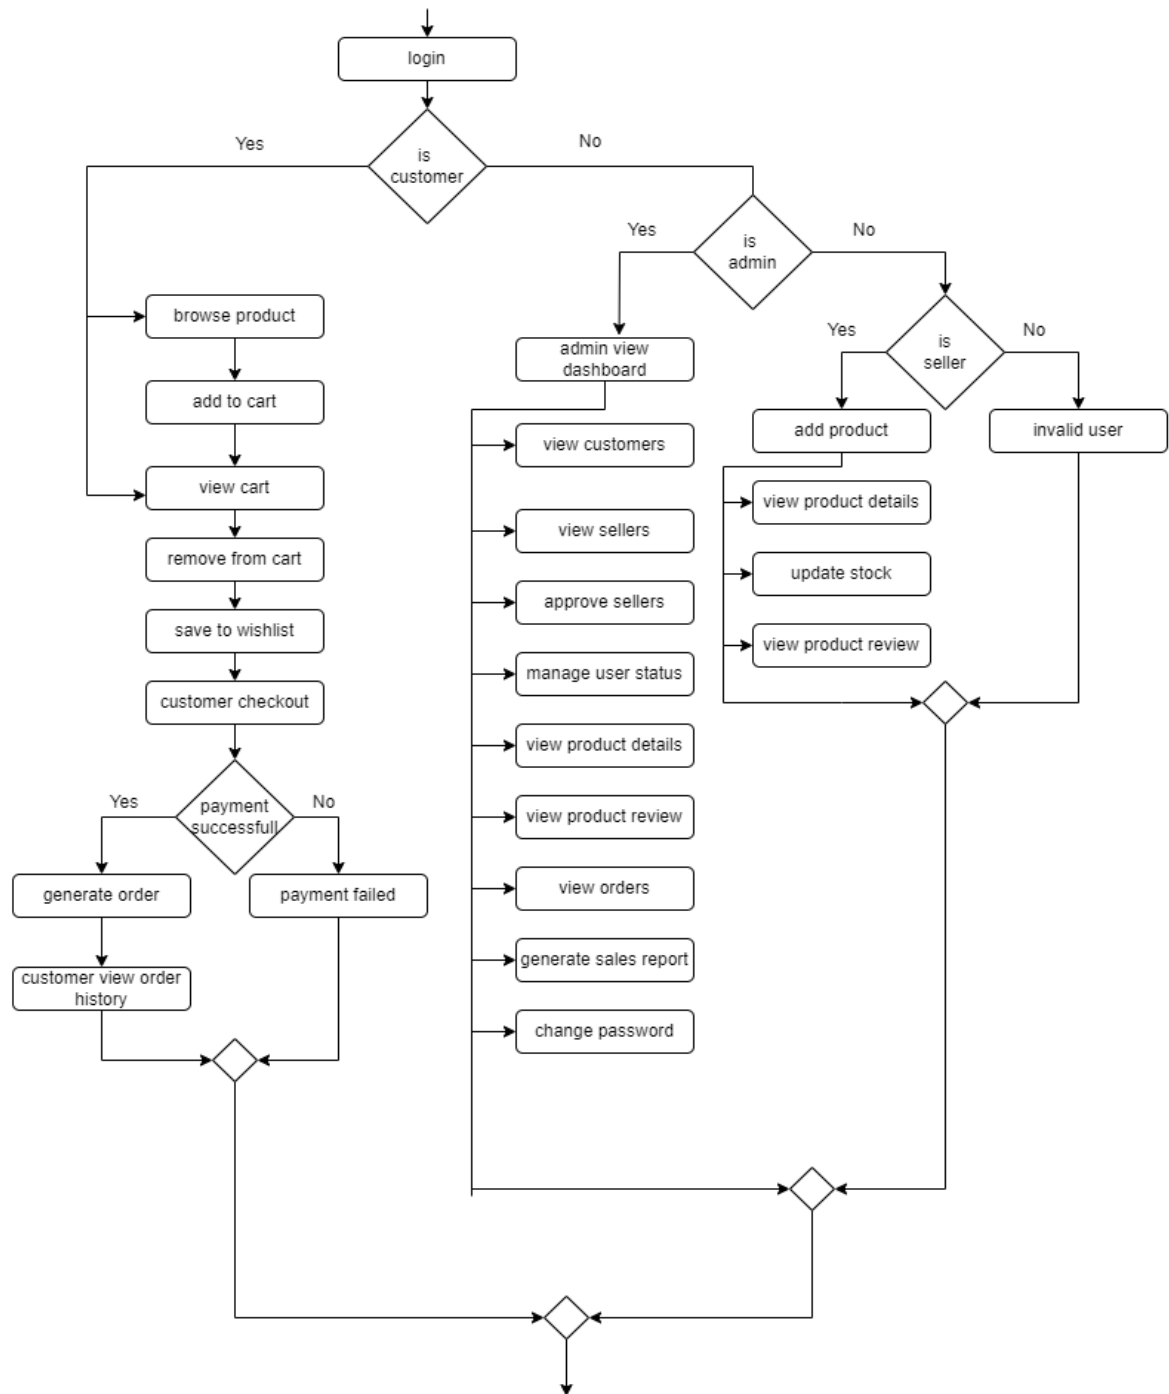 login
is
customer
Yes
No
is
admin
Yes
No
is
seller
Yes
No
browse product
add to cart
view cart
remove from cart
save to wishlist
customer checkout
payment
successfull
Yes
No
generate order
payment failed
customer view order
history
admin view
dashboard
view customers
view sellers
approve sellers
manage user status
view product details
view product review
view orders
generate sales report
change password
add product
invalid user
view product details
update stock
view product review